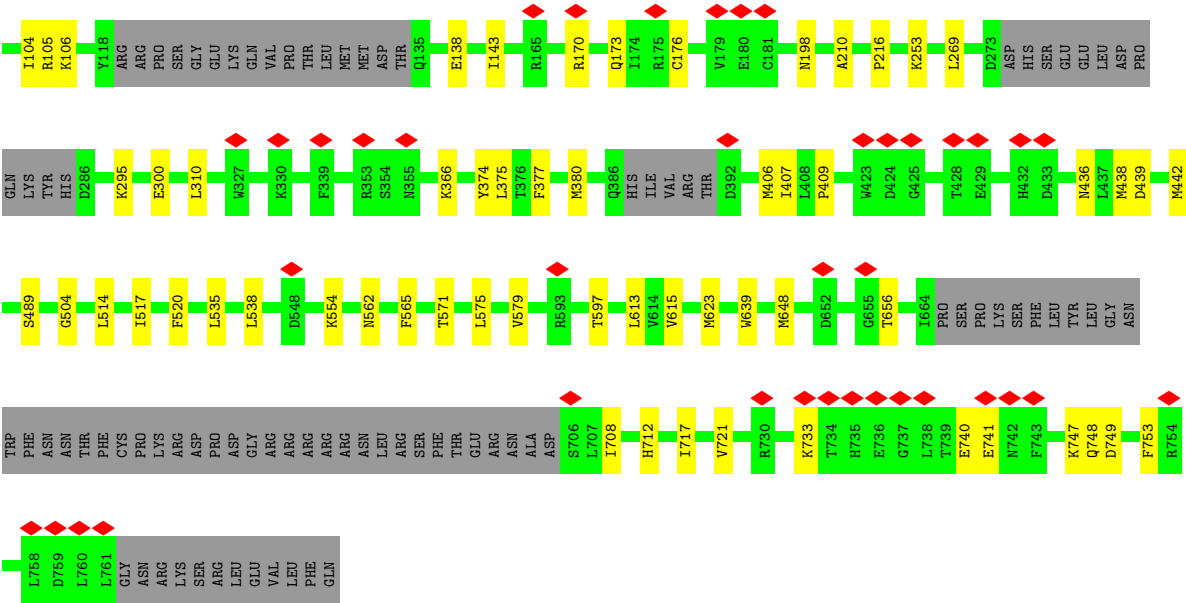 I104 R105 K106 Y118 ARG ARG PRO SER GLY GLU LYS GLN VAL PRO THR LEU MET MET ASP THR Q135 E138 I143 R165 R170 Q173 I174 R175 C176 V179 E180 C181 N198 A210 P216 K253 L269 D273 ASP HIS SER GLU GLU LEU ASP PRO
GLN LYS TYR HIS D286 K295 E300 L310 W327 K330 F339 R353 S354 N355 K366 Y374 L375 T376 F377 M380 Q386 HIS ILE VAL ARG THR D392 M406 I407 L408 P409 W423 D424 G425 T428 E429 H432 D433 N436 L437 M438 D439 M442
S489 G504 L514 I517 F520 L535 L538 D548 K554 N562 F565 T571 L575 V579 R593 T597 L613 V614 V615 M623 W639 M648 D652 G655 T656 I664 PRO SER PRO LYS SER PHE LEU TYR LEU GLY ASN
TRP PHE ASN ASN THR PHE CYS PRO LYS ARG ASP PRO ASP GLY ARG ARG ARG ARG ARG ASN LEU ARG SER PHE THR GLU ARG ASN ALA ASP S706 L707 I708 H712 I717 V721 R730 K733 T734 H735 E736 G737 L738 T739 E740 E741 N742 F743 K747 Q748 D749 F753 R754
L758 D759 L760 L761 GLY ASN ARG LYS SER ARG LEU GLU VAL LEU PHE GLN